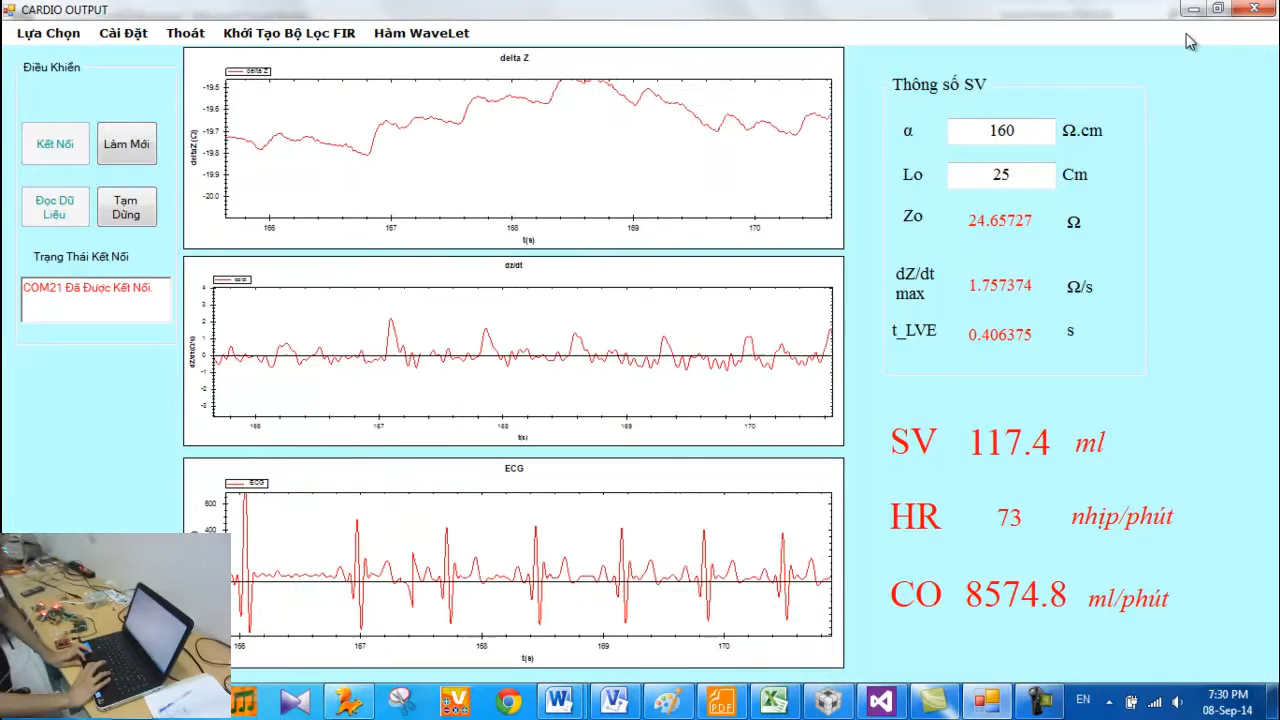 CARDIO OUTPUT
Lựa Chọn Cài Đặt Thoát Khởi Tạo Bộ Lọc FIR Hàm WaveLet
Điều Khiển
Kết Nối
Làm Mới
Đọc Dữ
Liệu
Tạm
Dừng
Trạng Thái Kết Nối
COM21 Đã Được Kết Nối.
delta Z
delta Z
deltaZ (Ω)
-19.5
-19.6
-19.7
-19.8
-19.9
-20.0
166 167 168 169 170
t(s)
dz/dt
dZ/dt(Ω/s)
4
3
2
1
0
-1
-2
-3
166 167 168 169 170
t(s)
ECG
ECG
600
400
166 167 168 169 170
t(s)
Thông số SV
α 160 Ω.cm
Lo 25 Cm
Zo 24.65727 Ω
dZ/dt
max 1.757374 Ω/s
t_LVE 0.406375 s
SV 117.4 ml
HR 73 nhịp/phút
CO 8574.8 ml/phút
EN
7:30 PM
08-Sep-14